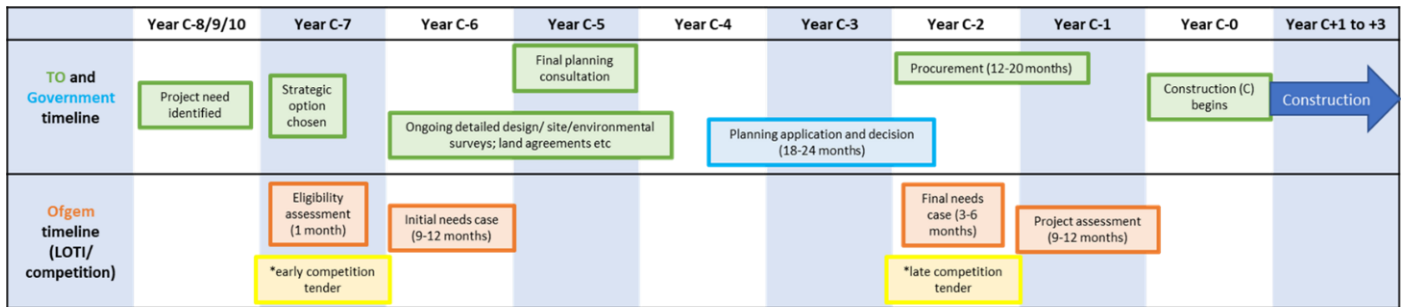 Year C-8/9/10 Year C-7 Year C-6 Year C-5 Year C-4 Year C-3 Year C-2 Year C-1 Year C-0 Year C+1 to +3
TO and
Government
timeline
Project need
identified
Strategic
option
chosen
Final planning
consultation
Ongoing detailed design/ site/environmental
surveys; land agreements etc
Planning application and decision
(18-24 months)
Procurement (12-20 months)
Construction (C)
begins
Construction
Ofgem
timeline
(LOTI/
competition)
Eligibility
assessment
(1 month)
*early competition
tender
Initial needs case
(9-12 months)
Final needs
case (3-6
months)
*late competition
tender
Project assessment
(9-12 months)